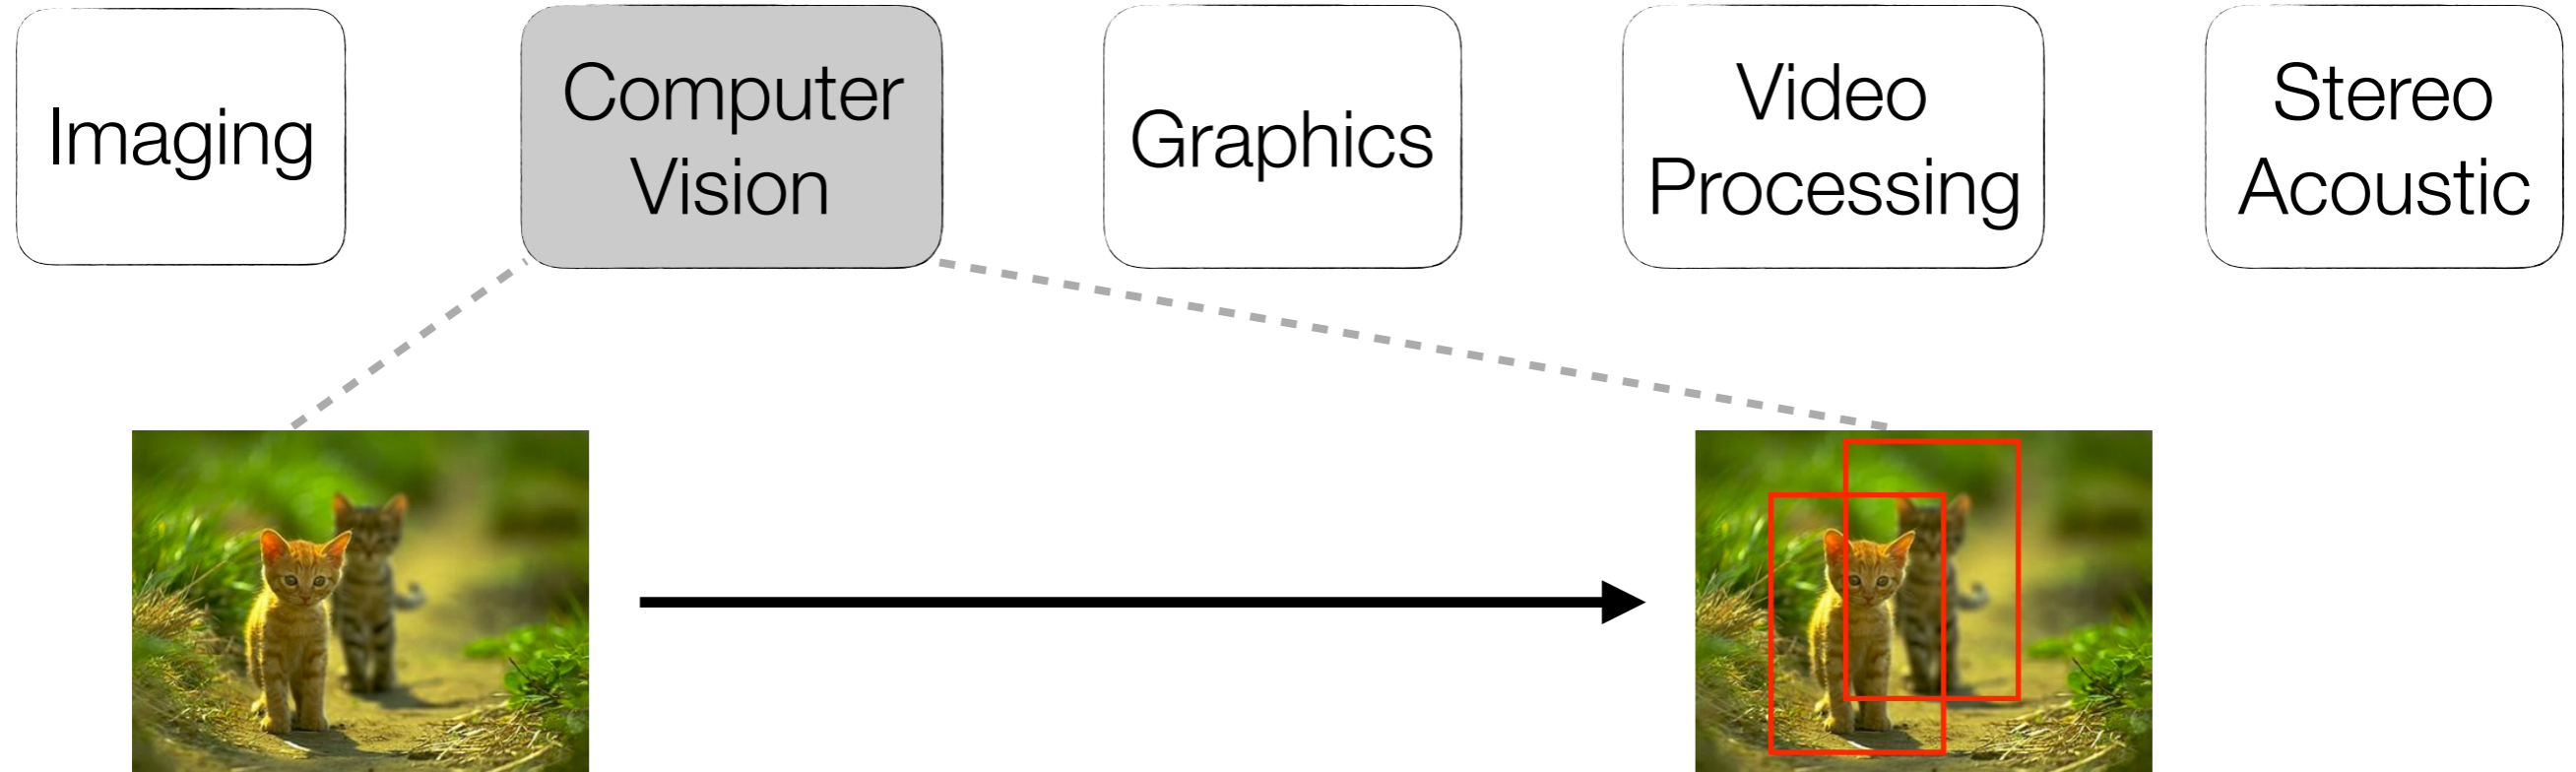 Imaging
Computer
Vision
Graphics
Video
Processing
Stereo
Acoustic